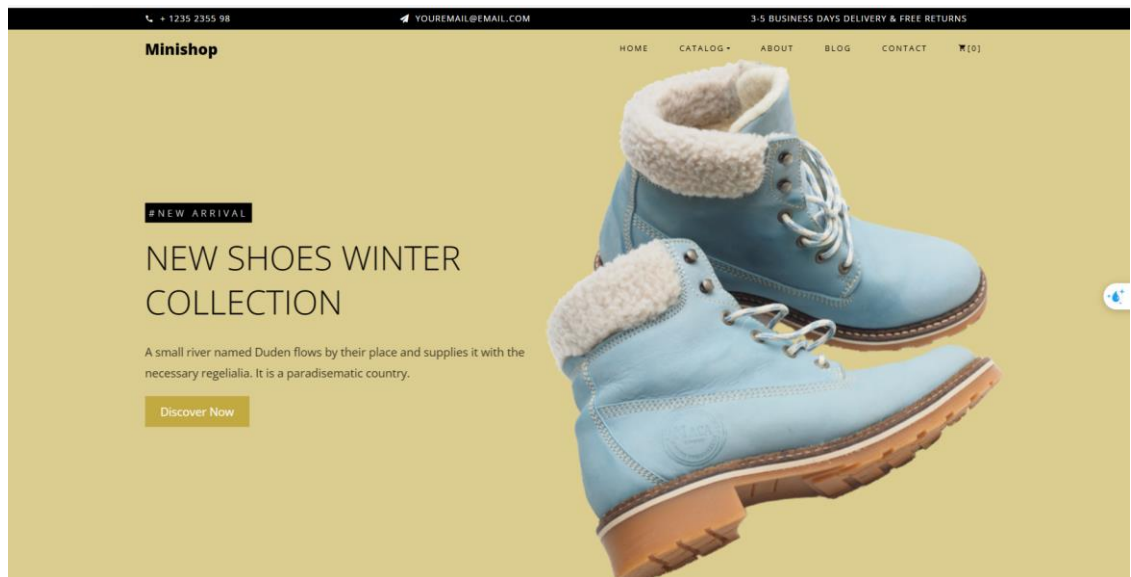 + 1235 2355 98
YOUREMAIL@EMAIL.COM
3-5 BUSINESS DAYS DELIVERY & FREE RETURNS
Minishop
HOME
CATALOG
ABOUT
BLOG
CONTACT
[0]
#NEW ARRIVAL
NEW SHOES WINTER
COLLECTION
A small river named Duden flows by their place and supplies it with the
necessary regelialia. It is a paradisematic country.
Discover Now